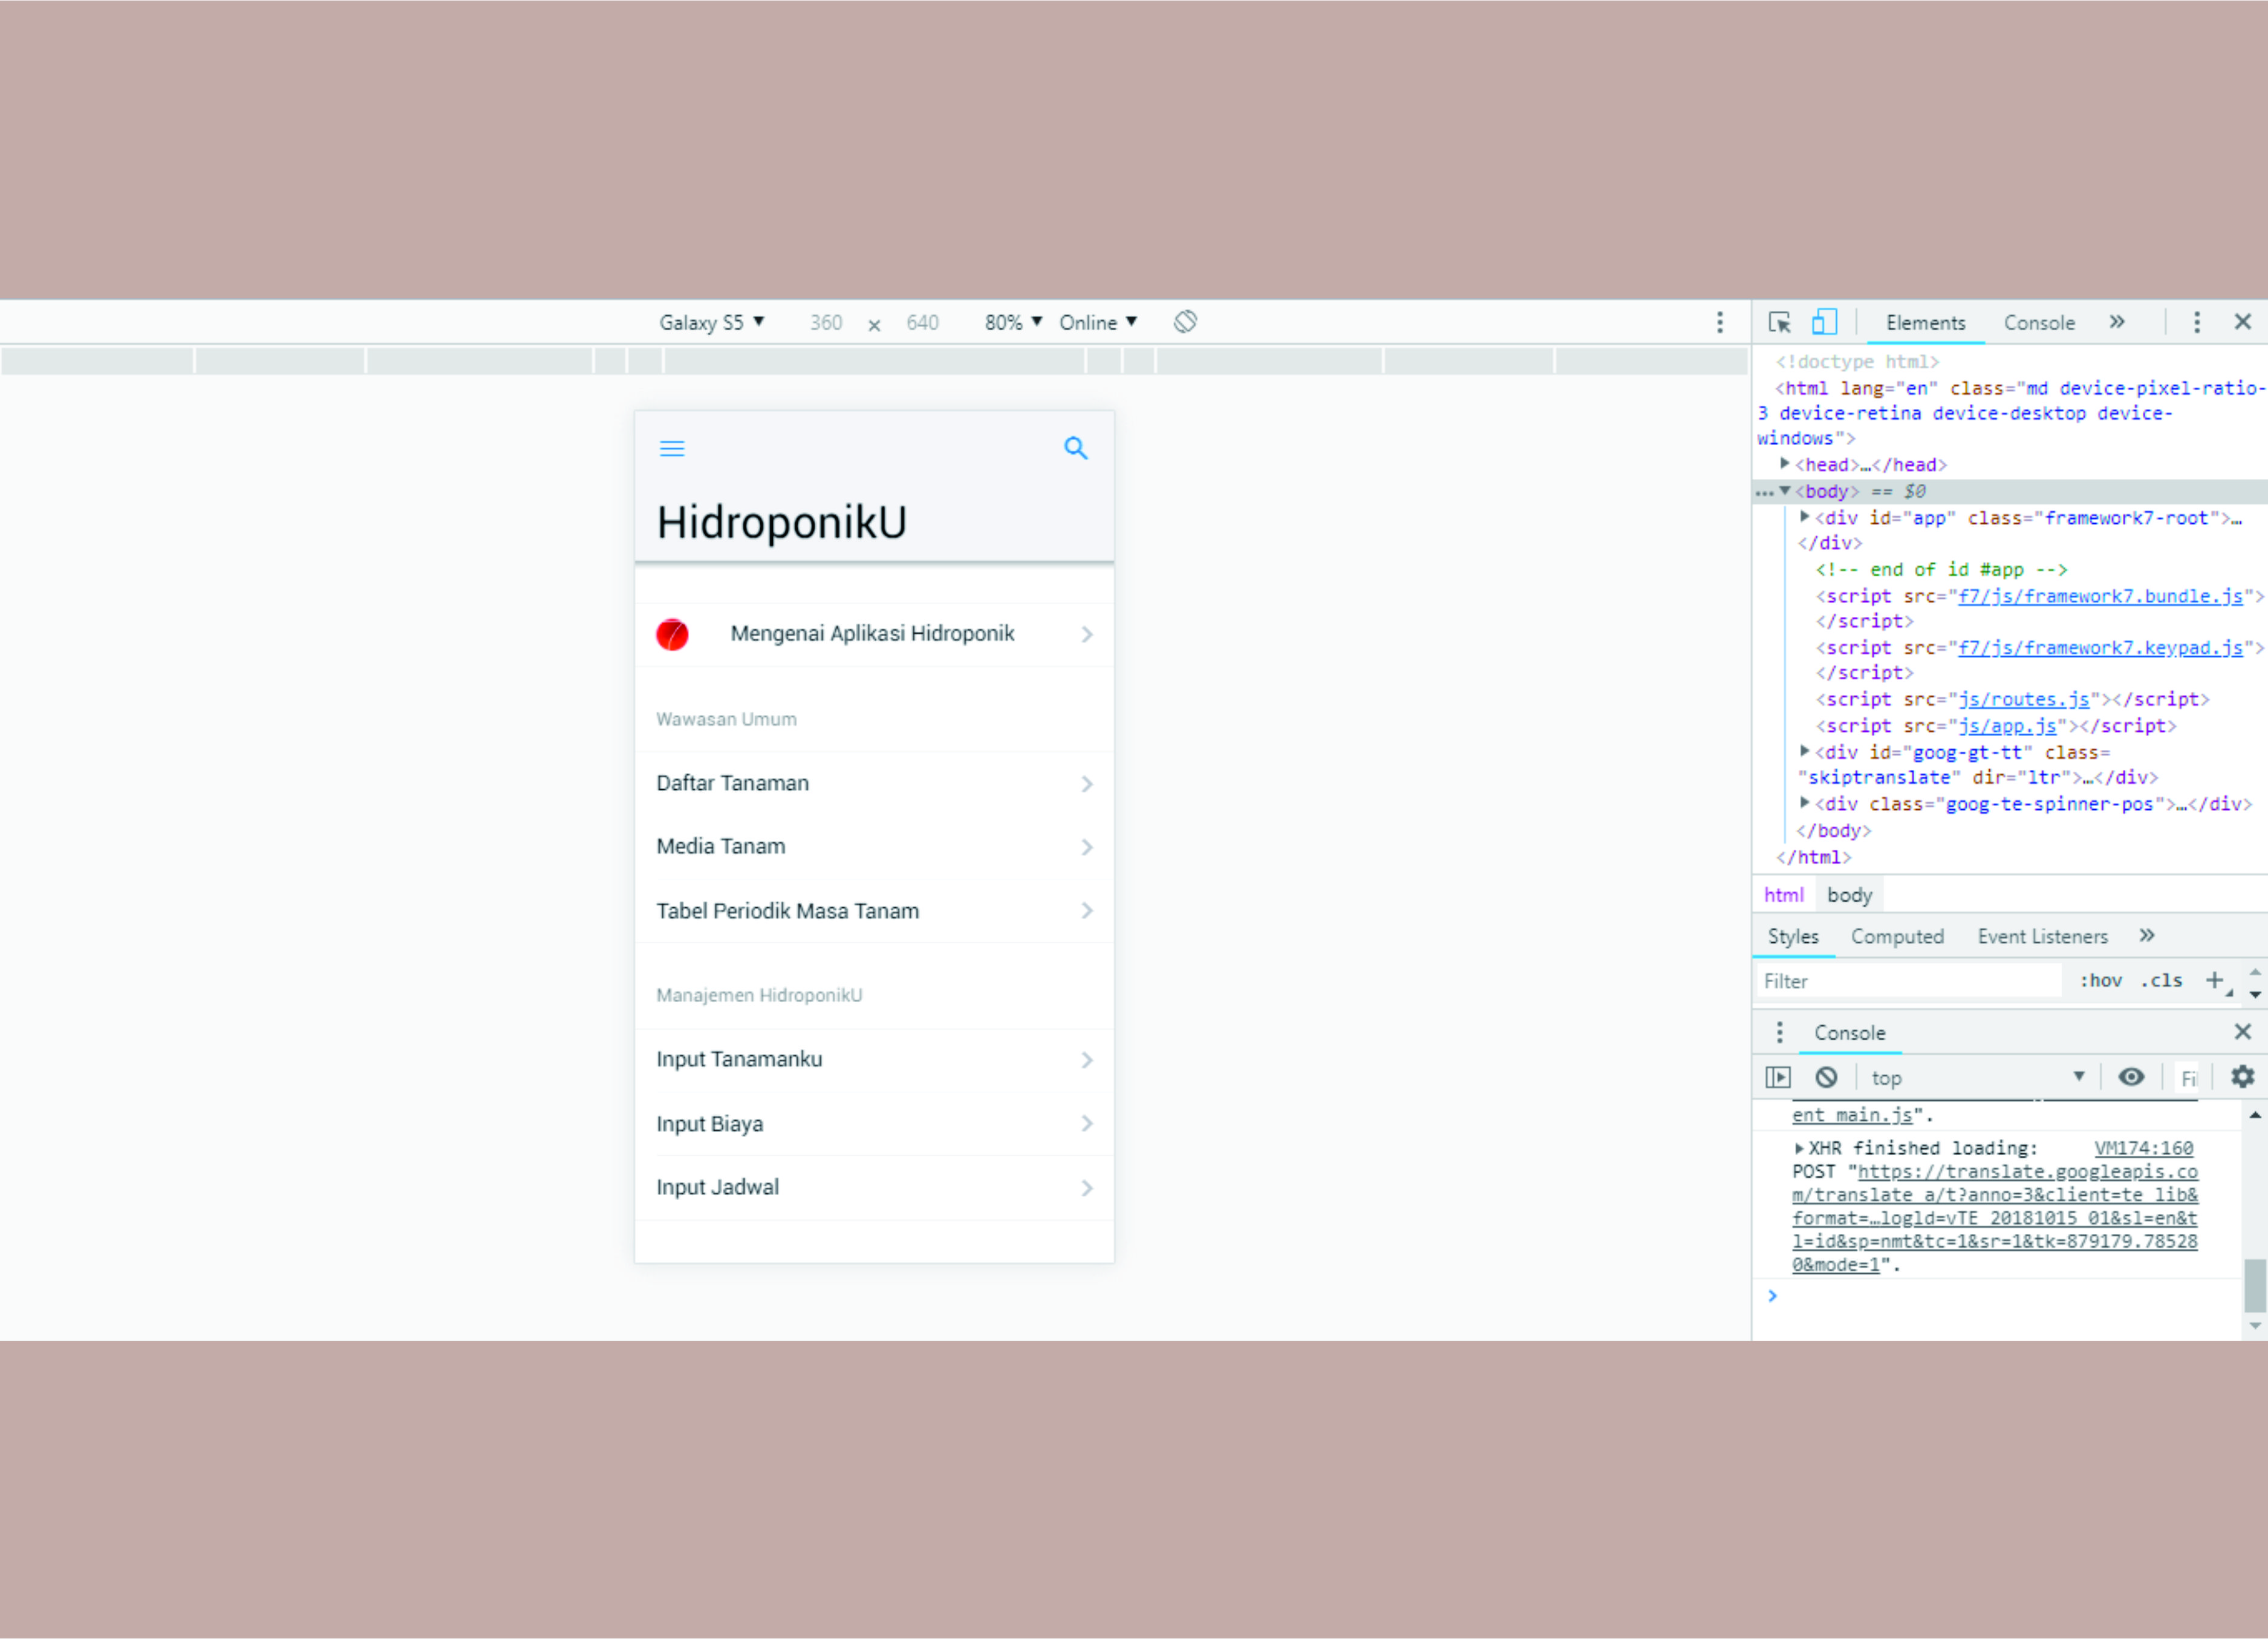 Galaxy S5 ▼ 360 x 640 80% ▼ Online ▼
HidroponikU
Mengenai Aplikasi Hidroponik
Wawasan Umum
Daftar Tanaman
Media Tanam
Tabel Periodik Masa Tanam
Manajemen HidroponikU
Input Tanamanku
Input Biaya
Input Jadwal
Elements Console »
<!doctype html>
<html lang="en" class="md device-pixel-ratio-
3 device-retina device-desktop device-
windows">
<head>…</head>
<body> == $0
<div id="app" class="framework7-root">…
</div>
<!-- end of id #app -->
<script src="f7/js/framework7.bundle.js">
</script>
<script src="f7/js/framework7.keypad.js">
</script>
<script src="js/routes.js"></script>
<script src="js/app.js"></script>
<div id="goog-gt-tt" class=
"skiptranslate" dir="ltr">…</div>
<div class="goog-te-spinner-pos">…</div>
</body>
</html>
html body
Styles Computed Event Listeners »
Filter :hov .cls +
Console
top ▼ Fi
ent_main.js".
XHR finished loading: VM174:160
POST "https://translate.googleapis.co
m/translate_a/t?anno=3&client=te_lib&
format=…logld=vTE_20181015_01&sl=en&t
l=id&sp=nmt&tc=1&sr=1&tk=879179.78528
0&mode=1".